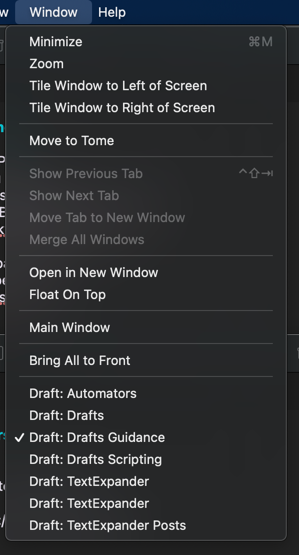 w Window Help
Minimize ⌘M
Zoom
Tile Window to Left of Screen
Tile Window to Right of Screen
Move to Tome
Show Previous Tab ⌃⇧⇥
Show Next Tab
Move Tab to New Window
Merge All Windows
Open in New Window
Float On Top
Main Window
Bring All to Front
Draft: Automators
Draft: Drafts
✓ Draft: Drafts Guidance
Draft: Drafts Scripting
Draft: TextExpander
Draft: TextExpander
Draft: TextExpander Posts